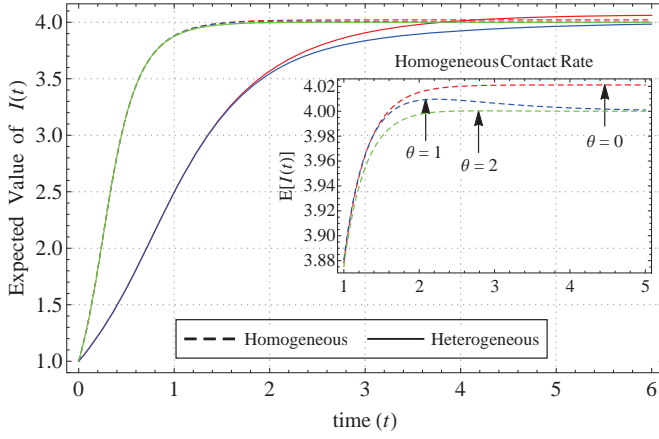 Expected Value of I(t)
4.0
3.5
3.0
2.5
2.0
1.5
1.0
0 1 2 3 4 5 6
time (t)
Homogeneous Contact Rate
E[I(t)]
4.02
4.00
3.98
3.96
3.94
3.92
3.90
3.88
1 2 3 4 5
θ = 1
θ = 2
θ = 0
Homogeneous Heterogeneous